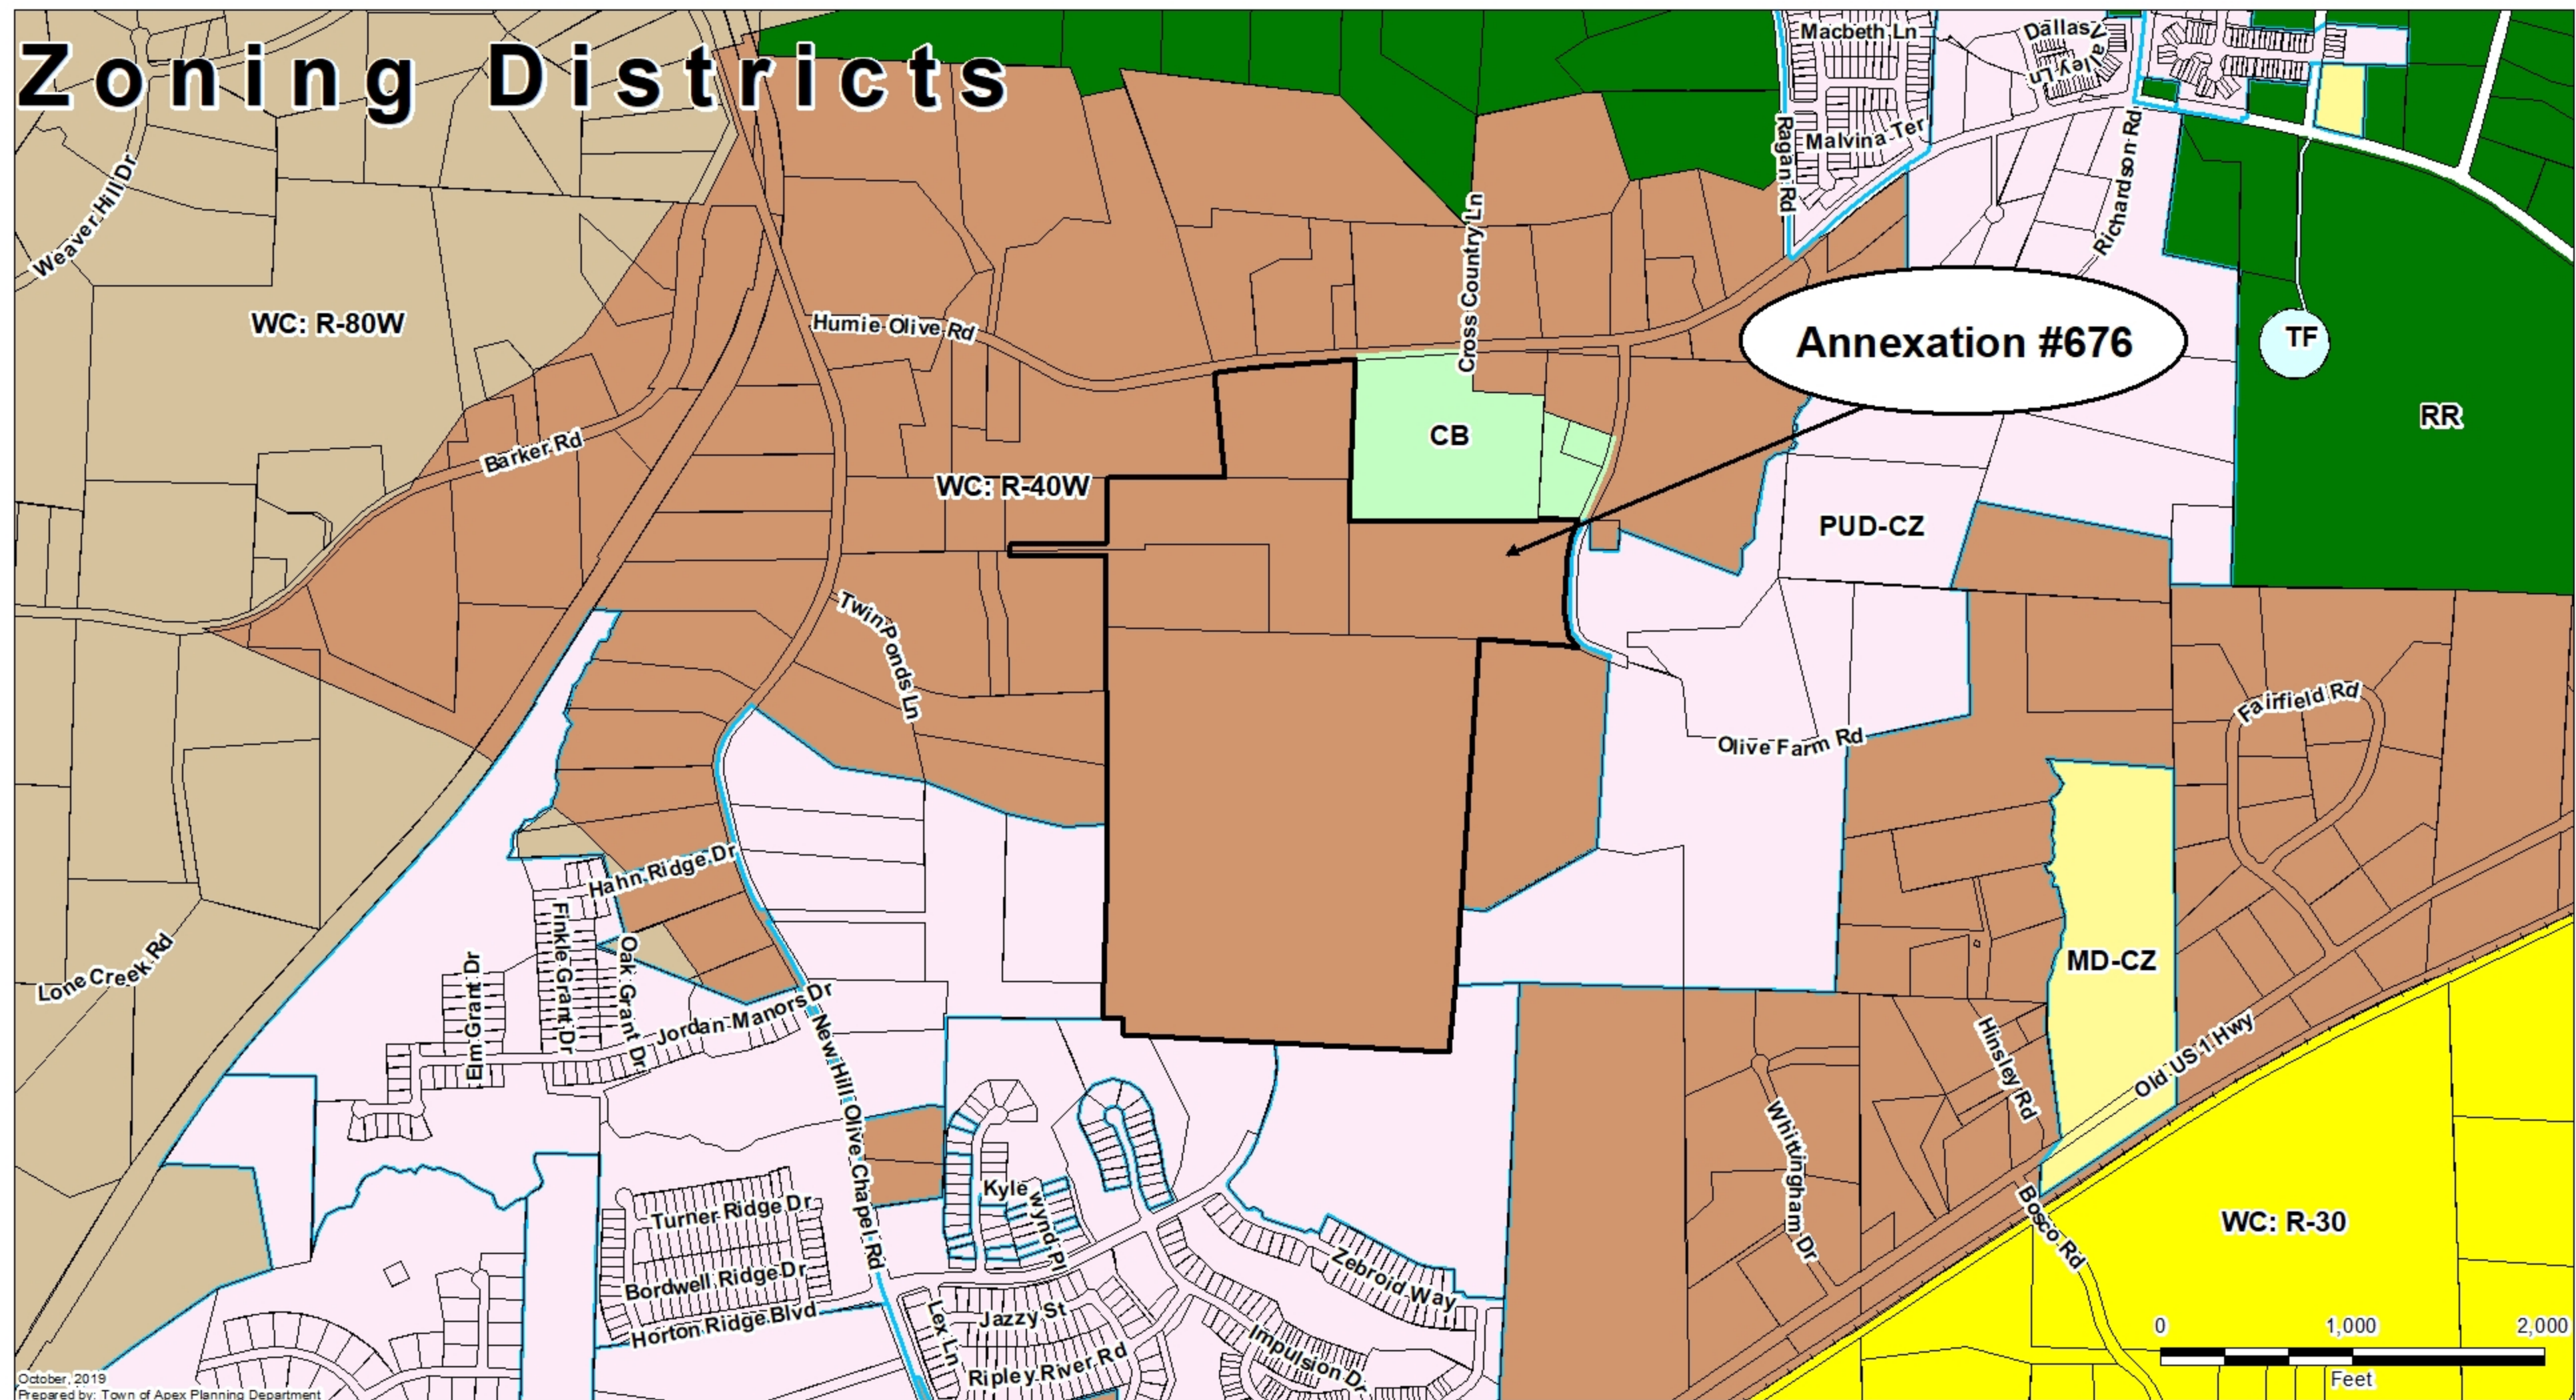 Zoning Districts
Macbeth Ln
Dallas Valley Ln
Malvina Ter
Ragan Rd
Richardson Rd
Weaver Hill Dr
WC: R-80W
Humie Olive Rd
Cross Country Ln
Annexation #676
TF
RR
CB
Barker Rd
WC: R-40W
PUD-CZ
Twin Ponds Ln
Fairfield Rd
Olive Farm Rd
Hahn Ridge Dr
Finkle Grant Dr
Oak Grant Dr
Elm Grant Dr
Lone Creek Rd
MD-CZ
Jordan Manors Dr
New Hill Olive Chapel Rd
Hinsley Rd
Old US 1 Hwy
Whittingham Dr
Bosco Rd
WC: R-30
Kylewynd Pl
Turner Ridge Dr
Bordwell Ridge Dr
Horton Ridge Blvd
Zebroid Way
Lex Ln
Jazzy St
Ripley River Rd
Impulsion Dr
0 1,000 2,000
Feet
October, 2019
Prepared by: Town of Apex Planning Department